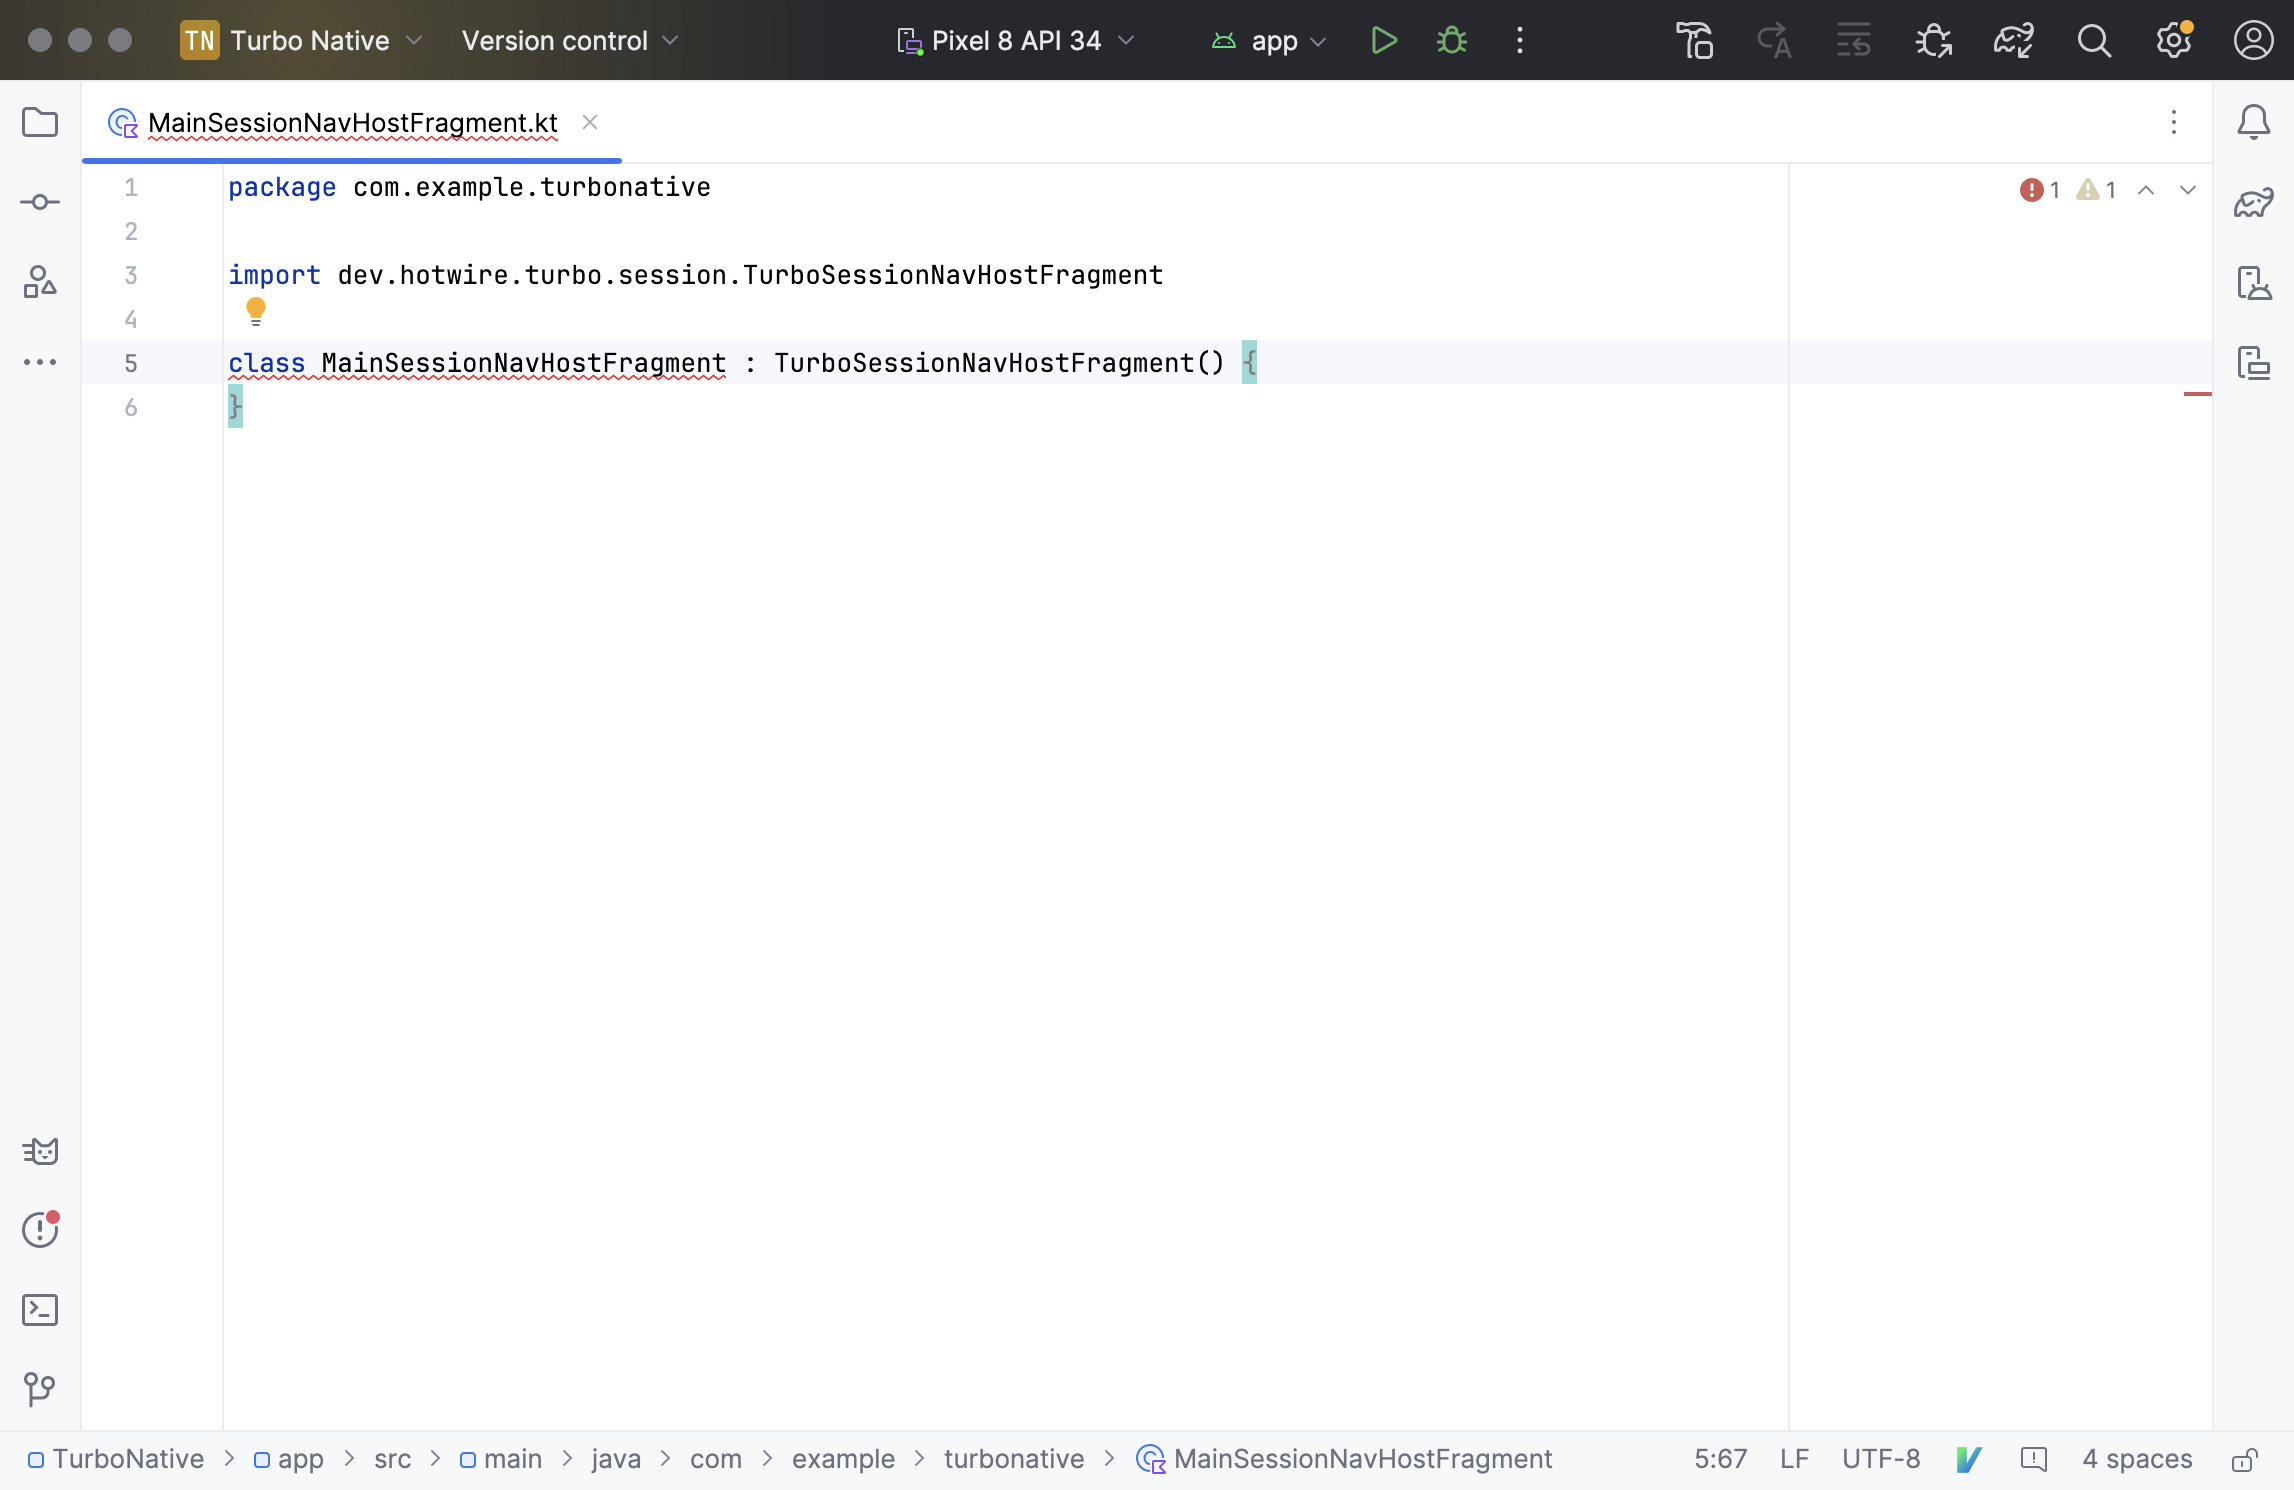 TN Turbo Native Version control Pixel 8 API 34 app
MainSessionNavHostFragment.kt
1 package com.example.turbonative
1 1
2
3 import dev.hotwire.turbo.session.TurboSessionNavHostFragment
4
5 class MainSessionNavHostFragment : TurboSessionNavHostFragment() {
6 }
TurboNative > app > src > main > java > com > example > turbonative > MainSessionNavHostFragment 5:67 LF UTF-8 4 spaces